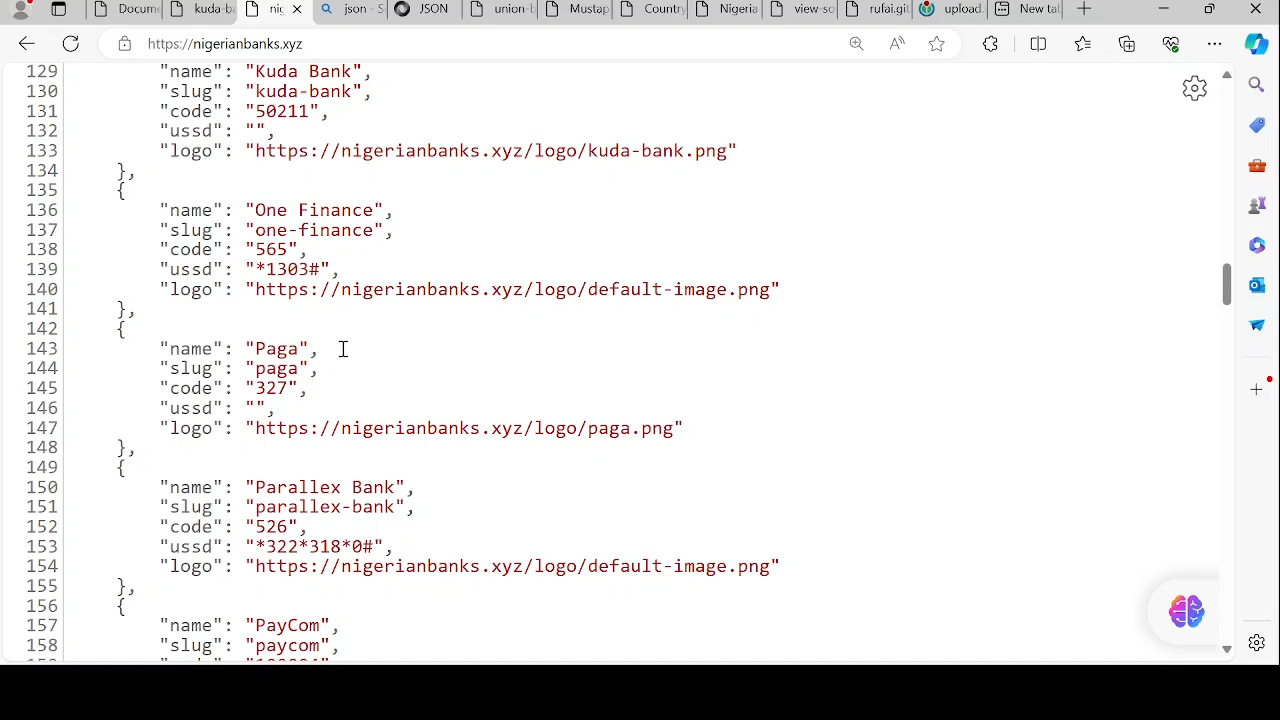 Docume
kuda-ba
nig
json - S
JSON
union-b
Mustap
Country
Nigeria
view-so
rufai.git
upload.
New tab
https://nigerianbanks.xyz
129 "name": "Kuda Bank",
130 "slug": "kuda-bank",
131 "code": "50211",
132 "ussd": "",
133 "logo": "https://nigerianbanks.xyz/logo/kuda-bank.png"
134 },
135 {
136 "name": "One Finance",
137 "slug": "one-finance",
138 "code": "565",
139 "ussd": "*1303#",
140 "logo": "https://nigerianbanks.xyz/logo/default-image.png"
141 },
142 {
143 "name": "Paga",
144 "slug": "paga",
145 "code": "327",
146 "ussd": "",
147 "logo": "https://nigerianbanks.xyz/logo/paga.png"
148 },
149 {
150 "name": "Parallex Bank",
151 "slug": "parallex-bank",
152 "code": "526",
153 "ussd": "*322*318*0#",
154 "logo": "https://nigerianbanks.xyz/logo/default-image.png"
155 },
156 {
157 "name": "PayCom",
158 "slug": "paycom",